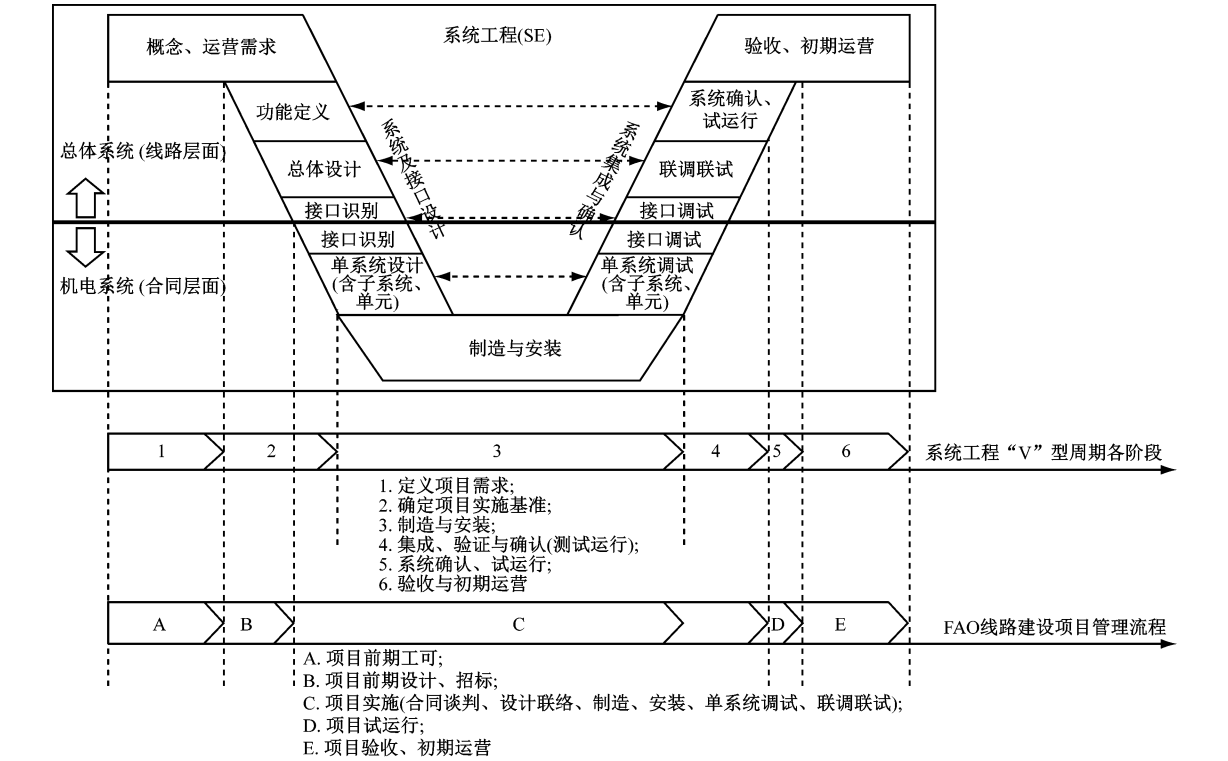 系统工程(SE)
概念、运营需求
验收、初期运营
功能定义
系统确认、
试运行
总体系统 (线路层面)
总体设计
联调联试
系统及接口设计
系统集成与确认
接口识别
接口调试
接口识别
接口调试
机电系统 (合同层面)
单系统设计
(含子系统、
单元)
单系统调试
(含子系统、
单元)
制造与安装
1 2 3 4 5 6
系统工程“V”型周期各阶段
1. 定义项目需求;
2. 确定项目实施基准;
3. 制造与安装;
4. 集成、验证与确认(测试运行);
5. 系统确认、试运行;
6. 验收与初期运营
A B C D E
FAO线路建设项目管理流程
A. 项目前期工可;
B. 项目前期设计、招标;
C. 项目实施(合同谈判、设计联络、制造、安装、单系统调试、联调联试);
D. 项目试运行;
E. 项目验收、初期运营